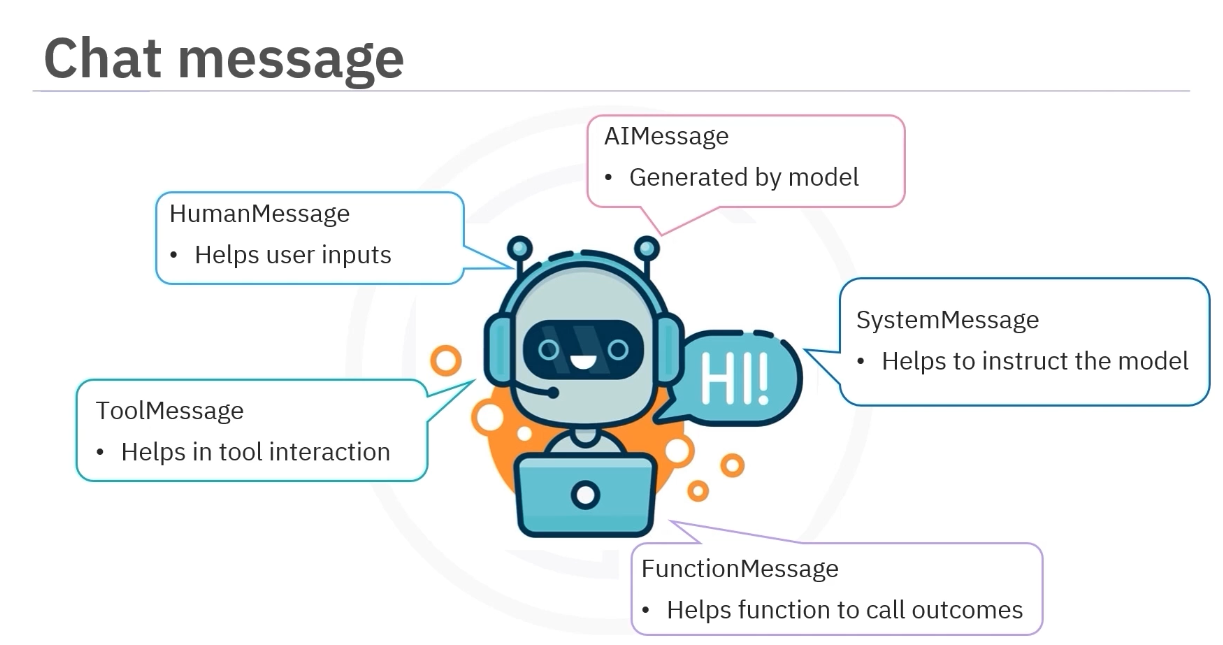 Chat message
AIMessage
• Generated by model
HumanMessage
• Helps user inputs
SystemMessage
• Helps to instruct the model
HI!
ToolMessage
• Helps in tool interaction
FunctionMessage
• Helps function to call outcomes